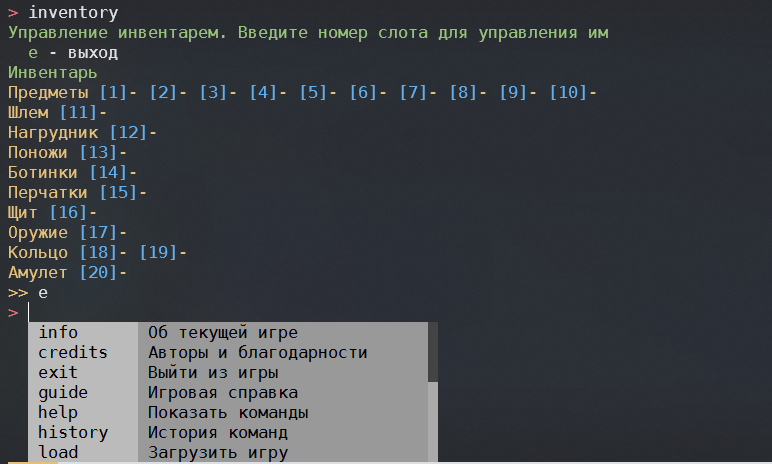 > inventory
Управление инвентарем. Введите номер слота для управления им
e - выход
Инвентарь
Предметы [1]- [2]- [3]- [4]- [5]- [6]- [7]- [8]- [9]- [10]-
Шлем [11]-
Нагрудник [12]-
Поножи [13]-
Ботинки [14]-
Перчатки [15]-
Щит [16]-
Оружие [17]-
Кольцо [18]- [19]-
Амулет [20]-
>> e
>
info Об текущей игре
credits Авторы и благодарности
exit Выйти из игры
guide Игровая справка
help Показать команды
history История команд
load Загрузить игру